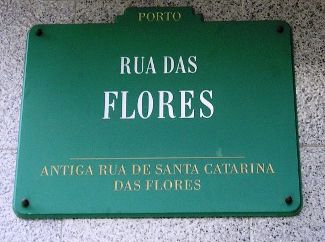 PORTO
RUA DAS
FLORES
ANTIGA RUA DE SANTA CATARINA
DAS FLORES